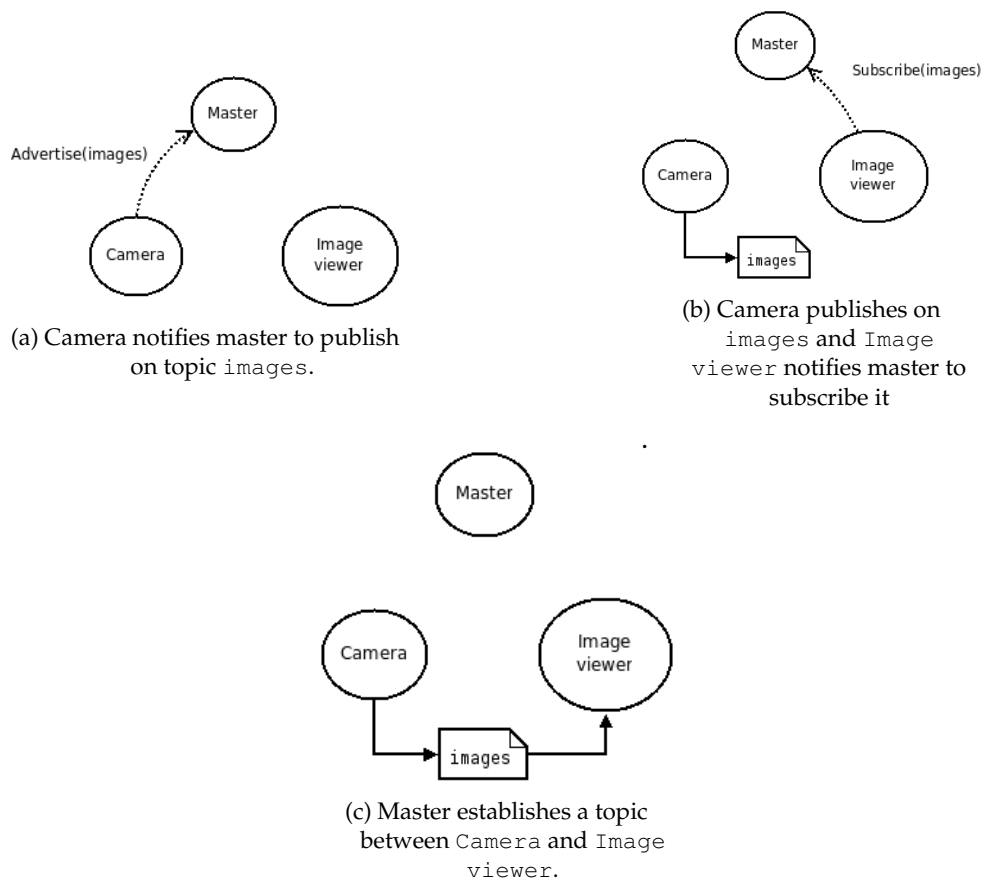 Master
Advertise(images)
Camera
Image
viewer
(a) Camera notifies master to publish
on topic images.
Master
Subscribe(images)
Camera
Image
viewer
images
(b) Camera publishes on
images and Image
viewer notifies master to
subscribe it
.
Master
Camera
Image
viewer
images
(c) Master establishes a topic
between Camera and Image
viewer.